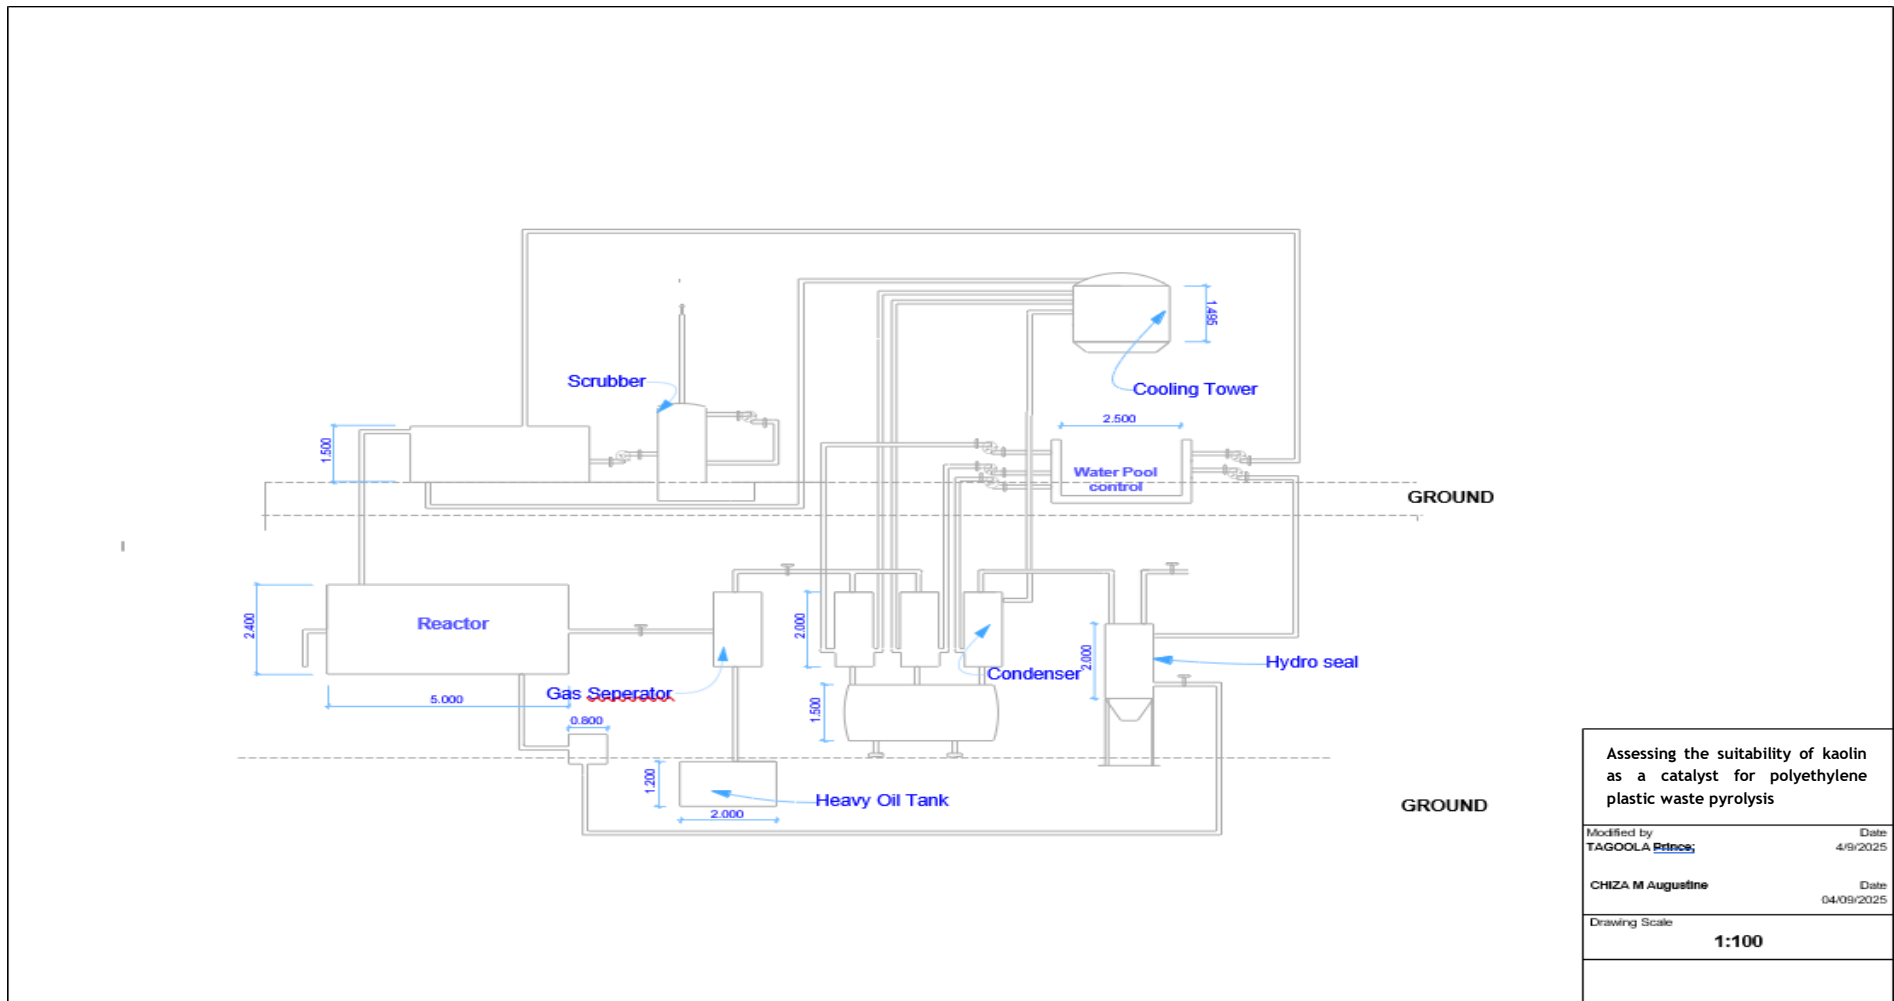 1.495
Scrubber
Cooling Tower
2.500
1.500
Water Pool
control
GROUND
2.400
Reactor
2.000
2.000
Hydro seal
Condenser
Gas Seperator
5.000
1.500
0.800
1.200
Heavy Oil Tank
2.000
GROUND
Assessing the suitability of kaolin
as a catalyst for polyethylene
plastic waste pyrolysis
Modified by Date
TAGOOLA Prince; 4/9/2025
CHIZA M Augustine Date
04/09/2025
Drawing Scale
1:100